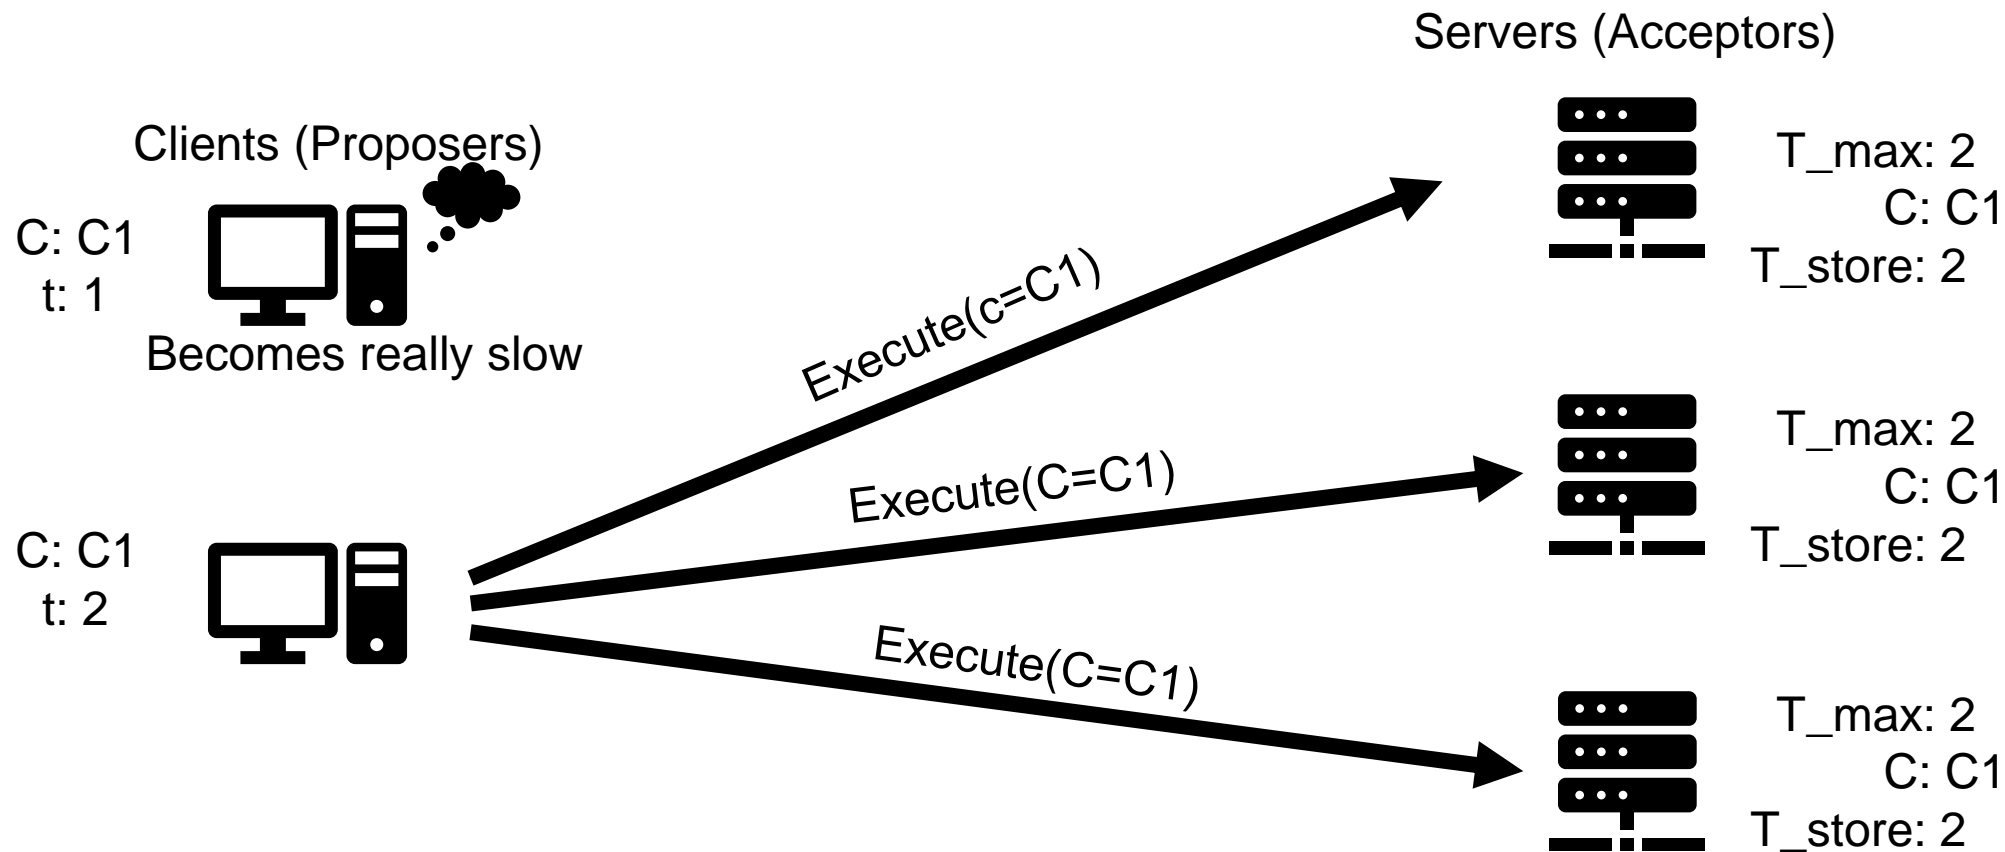 Servers (Acceptors)
Clients (Proposers)
C: C1
t: 1
Becomes really slow
C: C1
t: 2
Execute(c=C1)
Execute(C=C1)
Execute(C=C1)
T_max: 2
C: C1
T_store: 2
T_max: 2
C: C1
T_store: 2
T_max: 2
C: C1
T_store: 2